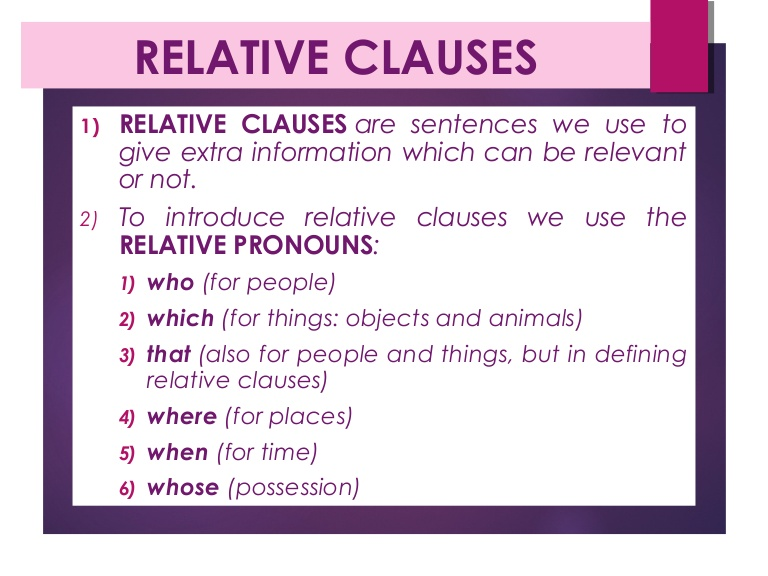 RELATIVE CLAUSES
1) RELATIVE CLAUSES are sentences we use to
give extra information which can be relevant
or not.
2) To introduce relative clauses we use the
RELATIVE PRONOUNS:
1) who (for people)
2) which (for things: objects and animals)
3) that (also for people and things, but in defining
relative clauses)
4) where (for places)
5) when (for time)
6) whose (possession)